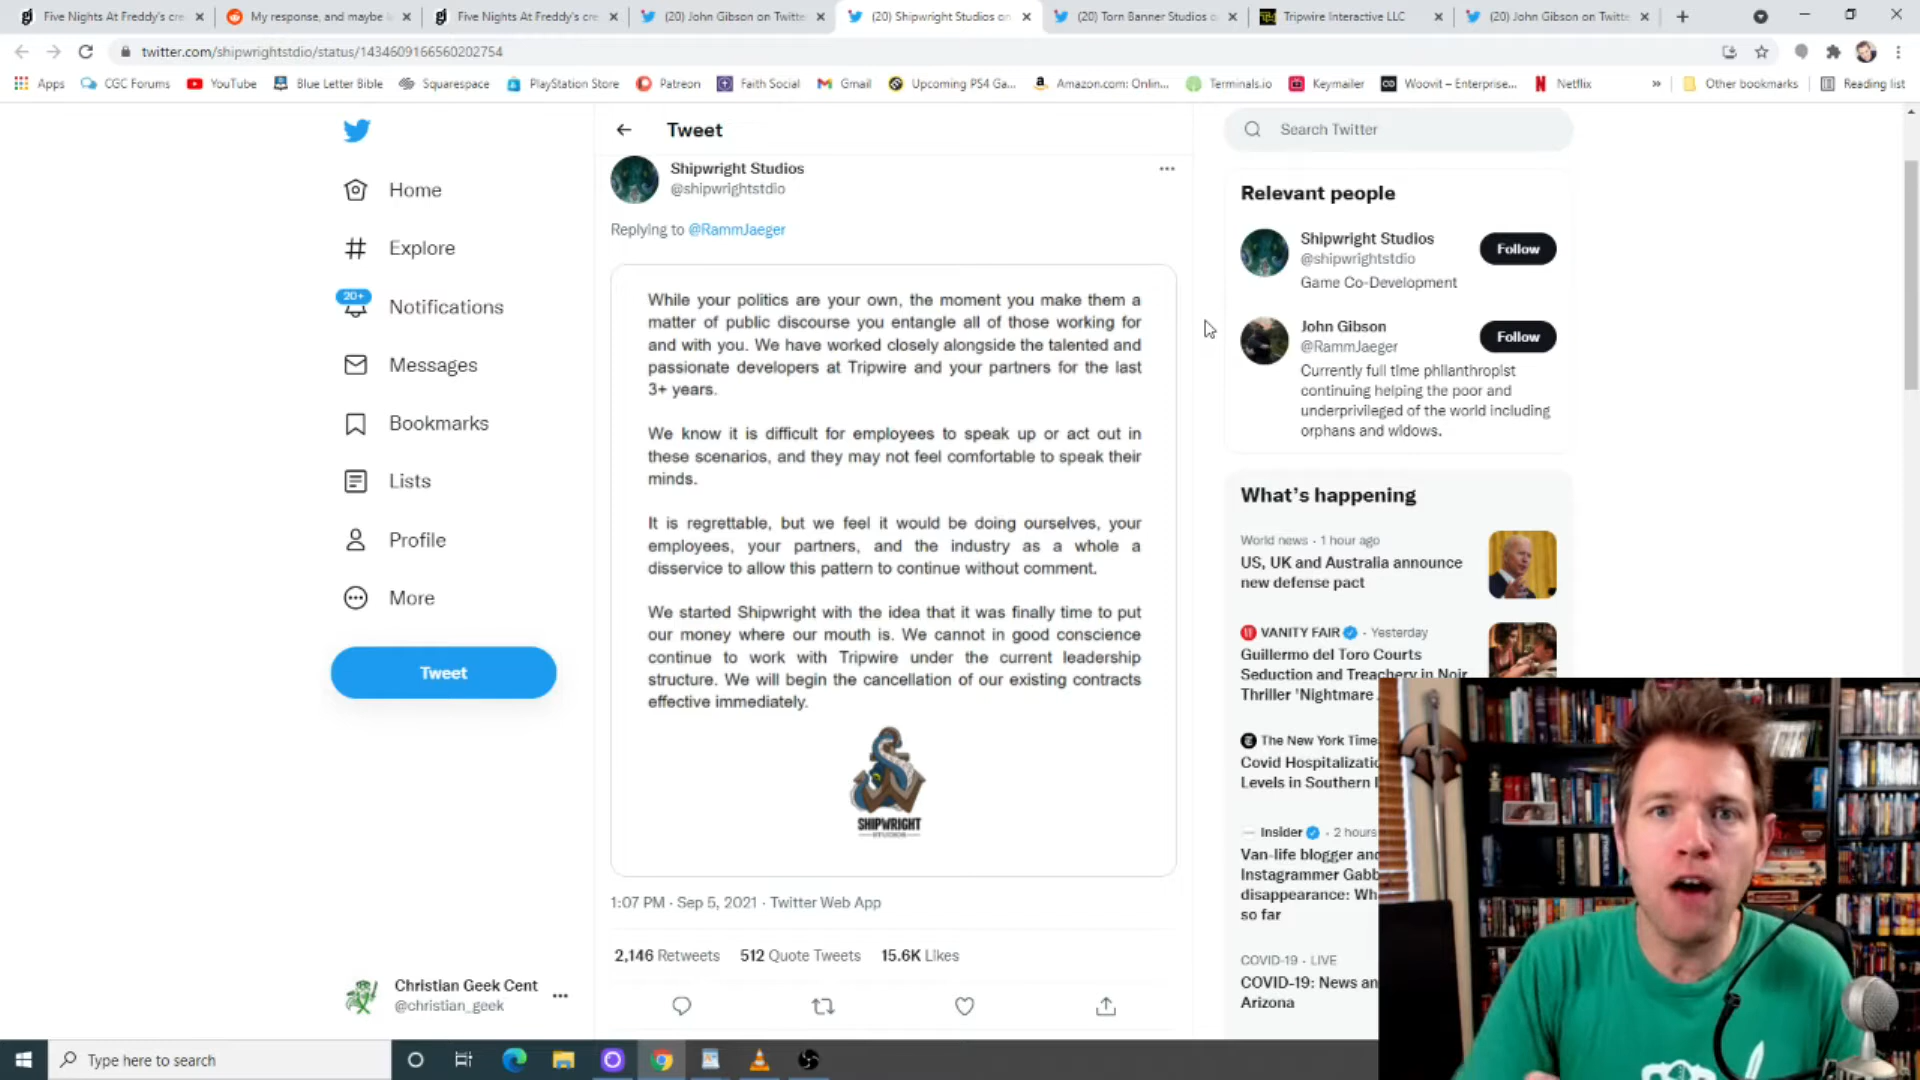 Five Nights At Freddy's cre
My response, and maybe l
Five Nights At Freddy's cre
(20) John Gibson on Twitte
(20) Shipwright Studios on
(20) Torn Banner Studios o
Tripwire Interactive LLC
(20) John Gibson on Twitte
twitter.com/shipwrightstdio/status/1434609166560202754
Apps
CGC Forums
YouTube
Blue Letter Bible
Squarespace
PlayStation Store
Patreon
Faith Social
Gmail
Upcoming PS4 Ga...
Amazon.com: Onlin...
Terminals.io
Keymailer
Woovit – Enterprise...
Netflix
»
Other bookmarks
Reading list
Home
Explore
20+
Notifications
Messages
Bookmarks
Lists
Profile
More
Tweet
Christian Geek Cent
@christian_geek
Tweet
Shipwright Studios
@shipwrightstdio
Replying to @RammJaeger
While your politics are your own, the moment you make them a
matter of public discourse you entangle all of those working for
and with you. We have worked closely alongside the talented and
passionate developers at Tripwire and your partners for the last
3+ years.
We know it is difficult for employees to speak up or act out in
these scenarios, and they may not feel comfortable to speak their
minds.
It is regrettable, but we feel it would be doing ourselves, your
employees, your partners, and the industry as a whole a
disservice to allow this pattern to continue without comment.
We started Shipwright with the idea that it was finally time to put
our money where our mouth is. We cannot in good conscience
continue to work with Tripwire under the current leadership
structure. We will begin the cancellation of our existing contracts
effective immediately.
SHIPWRIGHT
STUDIOS
1:07 PM · Sep 5, 2021 · Twitter Web App
2,146 Retweets 512 Quote Tweets 15.6K Likes
Search Twitter
Relevant people
Shipwright Studios
@shipwrightstdio
Follow
Game Co-Development
John Gibson
@RammJaeger
Follow
Currently full time philanthropist
continuing helping the poor and
underprivileged of the world including
orphans and widows.
What's happening
World news · 1 hour ago
US, UK and Australia announce
new defense pact
VANITY FAIR · Yesterday
Guillermo del Toro Courts
Seduction and Treachery in Noir
Thriller 'Nightmare
The New York Time
Covid Hospitalizatio
Levels in Southern
Insider · 2 hours
Van-life blogger and
Instagrammer Gabb
disappearance: Wh
so far
COVID-19 · LIVE
COVID-19: News an
Arizona
Type here to search